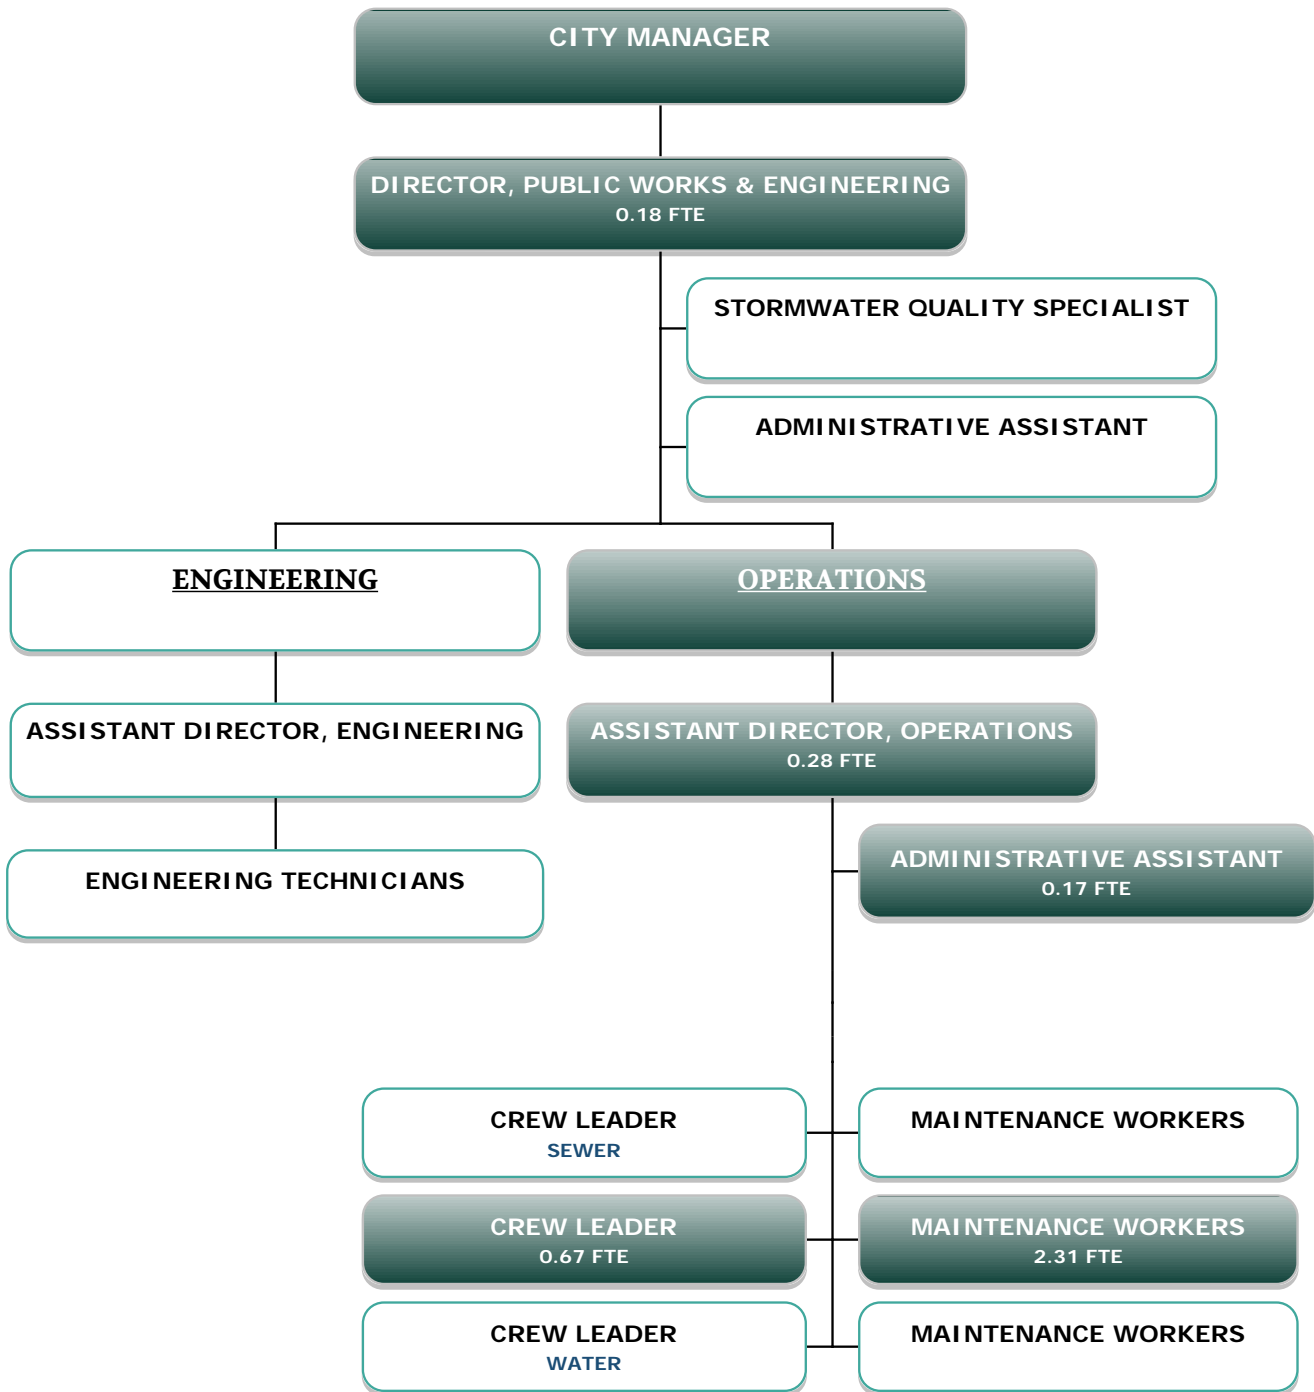 CITY MANAGER
DIRECTOR, PUBLIC WORKS & ENGINEERING
0.18 FTE
STORMWATER QUALITY SPECIALIST
ADMINISTRATIVE ASSISTANT
ENGINEERING
OPERATIONS
ASSISTANT DIRECTOR, ENGINEERING
ASSISTANT DIRECTOR, OPERATIONS
0.28 FTE
ADMINISTRATIVE ASSISTANT
0.17 FTE
ENGINEERING TECHNICIANS
CREW LEADER
SEWER
MAINTENANCE WORKERS
CREW LEADER
0.67 FTE
MAINTENANCE WORKERS
2.31 FTE
CREW LEADER
WATER
MAINTENANCE WORKERS